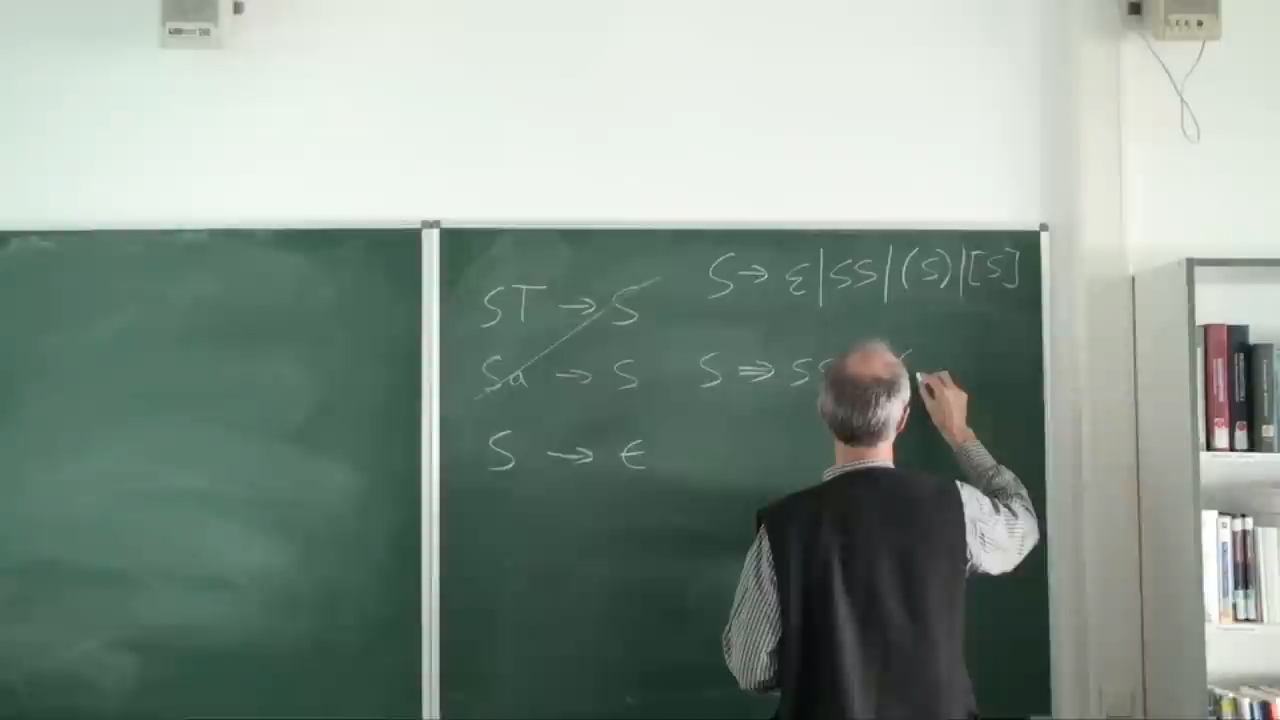 ST → S
Sa → S
S → ϵ
S → ε|SS|(S)|[S]
S ⇒ SS